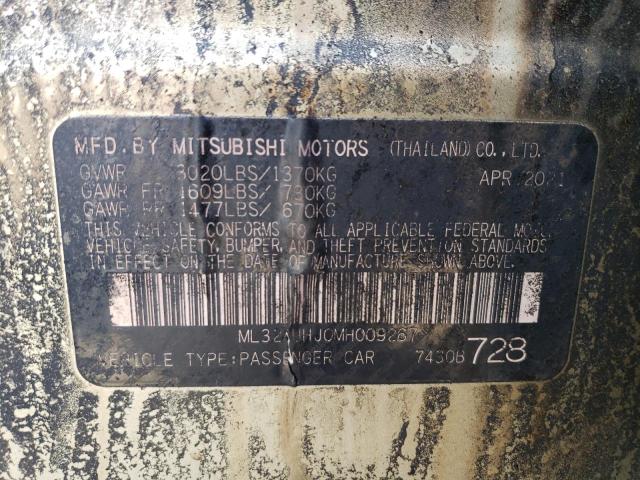 MFD. BY MITSUBISHI MOTORS (THAILAND) CO., LTD.
GVWR 3020LBS/1370KG APR 2021
GAWR FR 1609LBS/ 730KG
GAWR RR 1477LBS/ 670KG
THIS VEHICLE CONFORMS TO ALL APPLICABLE FEDERAL MOTOR
VEHICLE SAFETY, BUMPER, AND THEFT PREVENTION STANDARDS
IN EFFECT ON THE DATE OF MANUFACTURE SHOWN ABOVE.
VEHICLE TYPE:PASSENGER CAR 74308 728